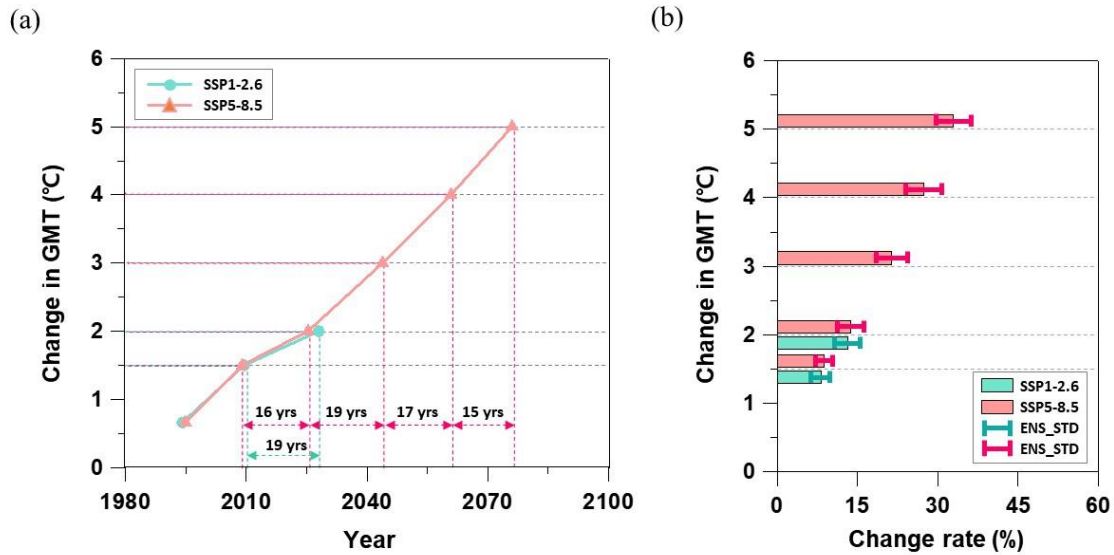 (a)
6
5
4
3
2
1
0
Change in GMT (℃)
SSP1-2.6
SSP5-8.5
16 yrs
19 yrs
17 yrs
15 yrs
19 yrs
1980
2010
2040
2070
2100
Year
(b)
6
5
4
3
2
1
0
Change in GMT (℃)
SSP1-2.6
SSP5-8.5
ENS_STD
ENS_STD
0
15
30
45
60
Change rate (%)